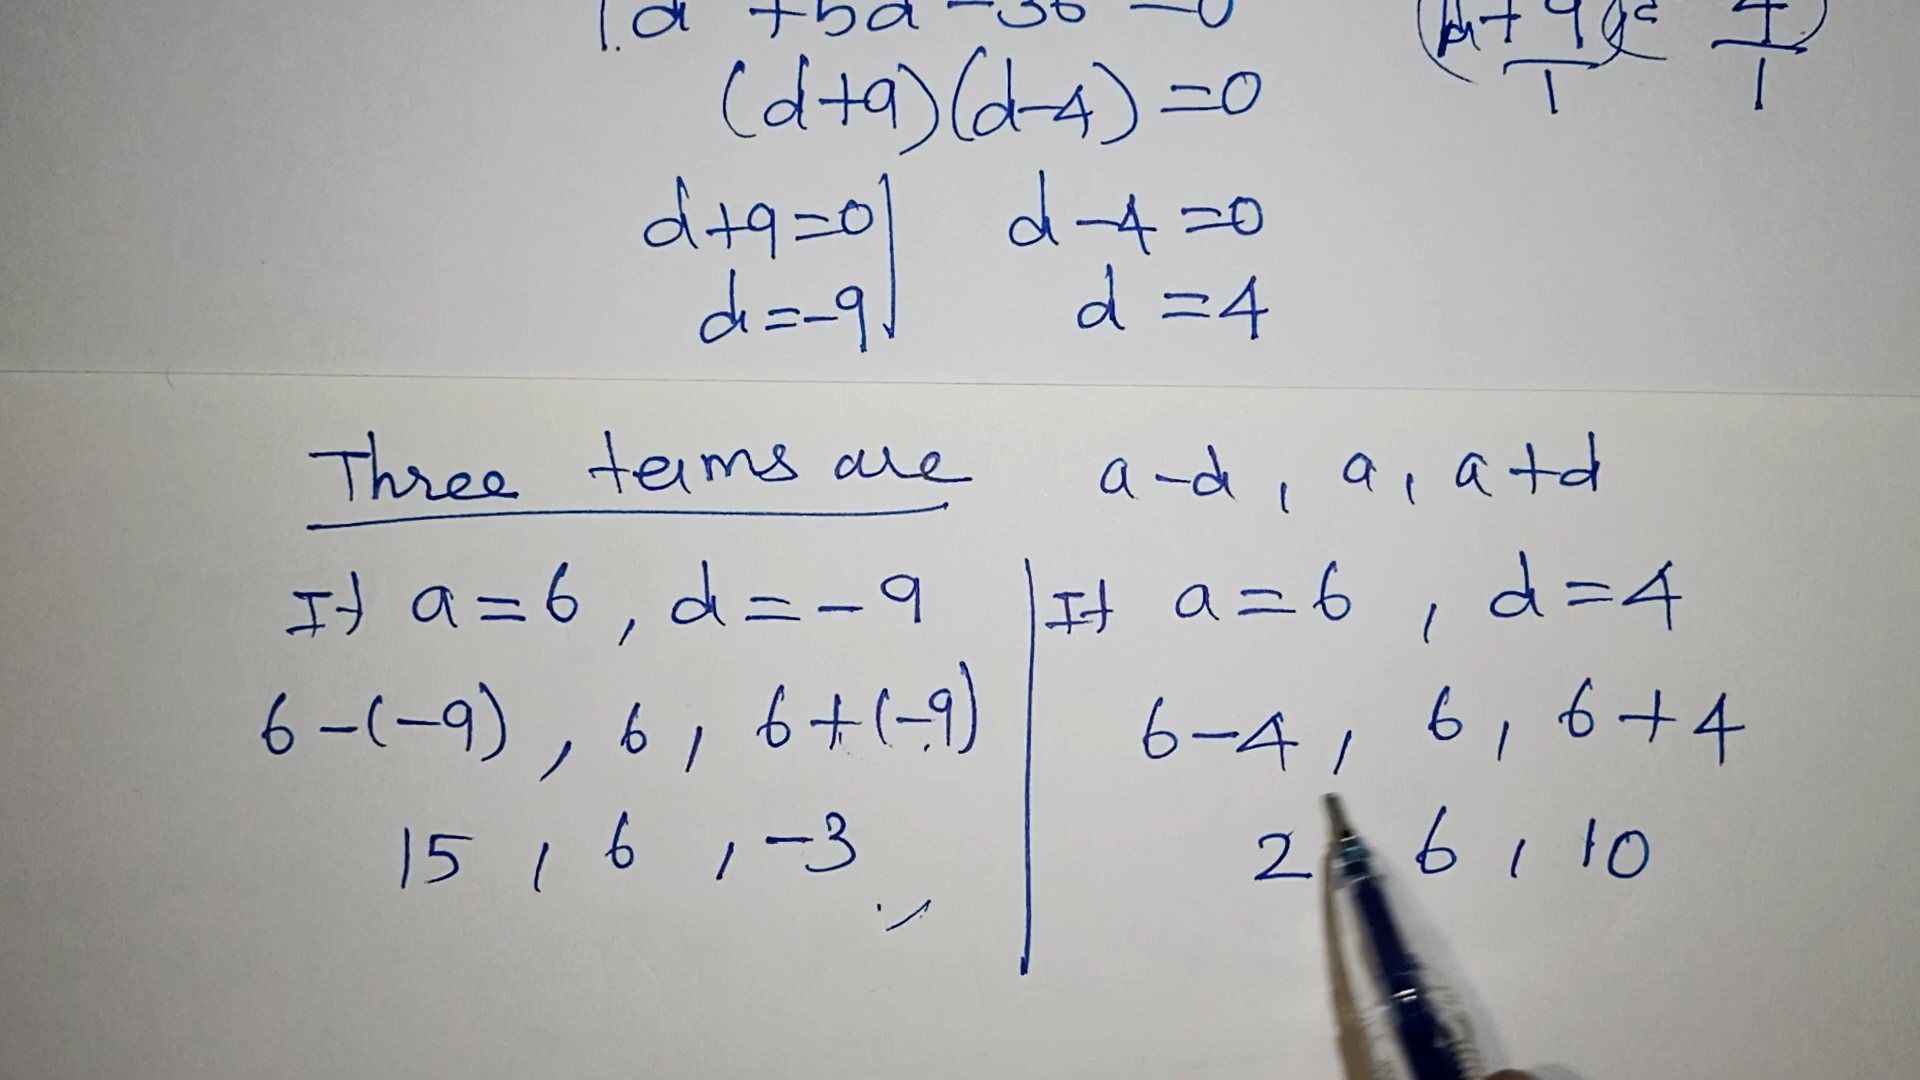 (d+9)(d-4)=0
d+9=0 d-4=0
d=-9 d=4
Three terms are a-d, a, a+d
If a=6, d=-9
6-(-9), 6, 6+(-9)
15, 6, -3
If a=6, d=4
6-4, 6, 6+4
2 6, 10